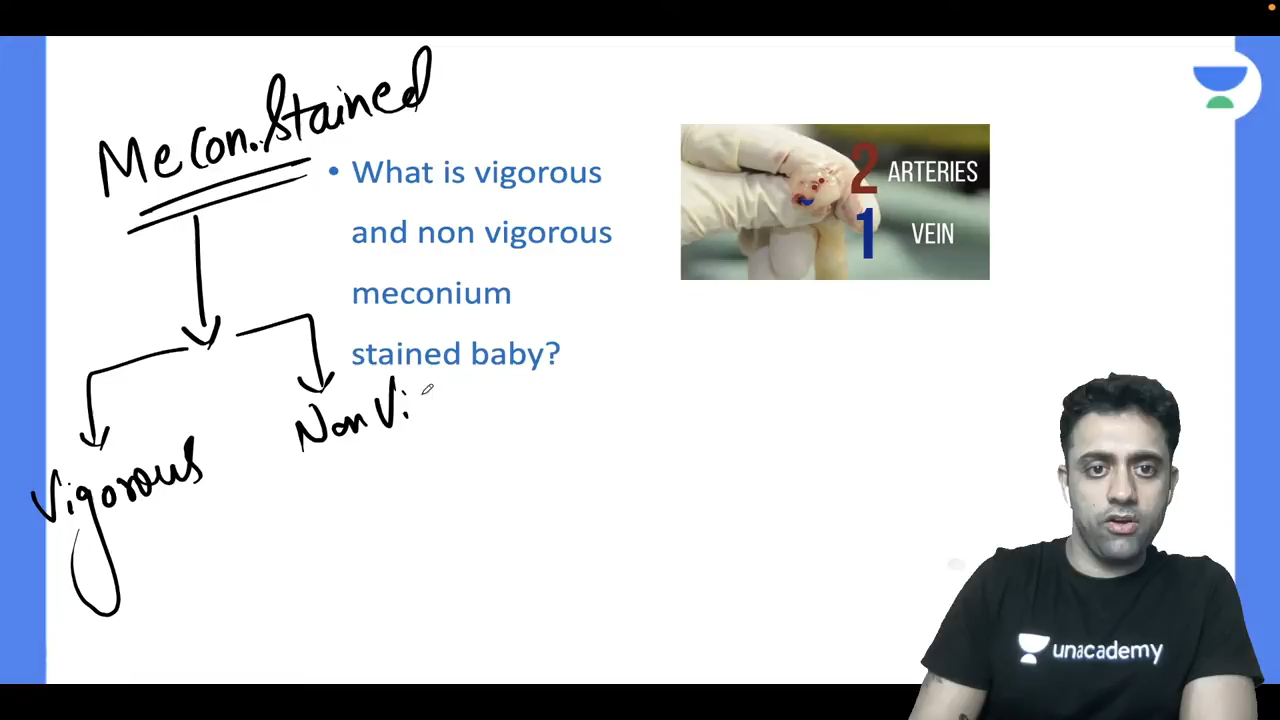 Mecon. Stained
• What is vigorous
and non vigorous
meconium
stained baby?
2 ARTERIES
1 VEIN
Vigorous
Non Vi
unacademy